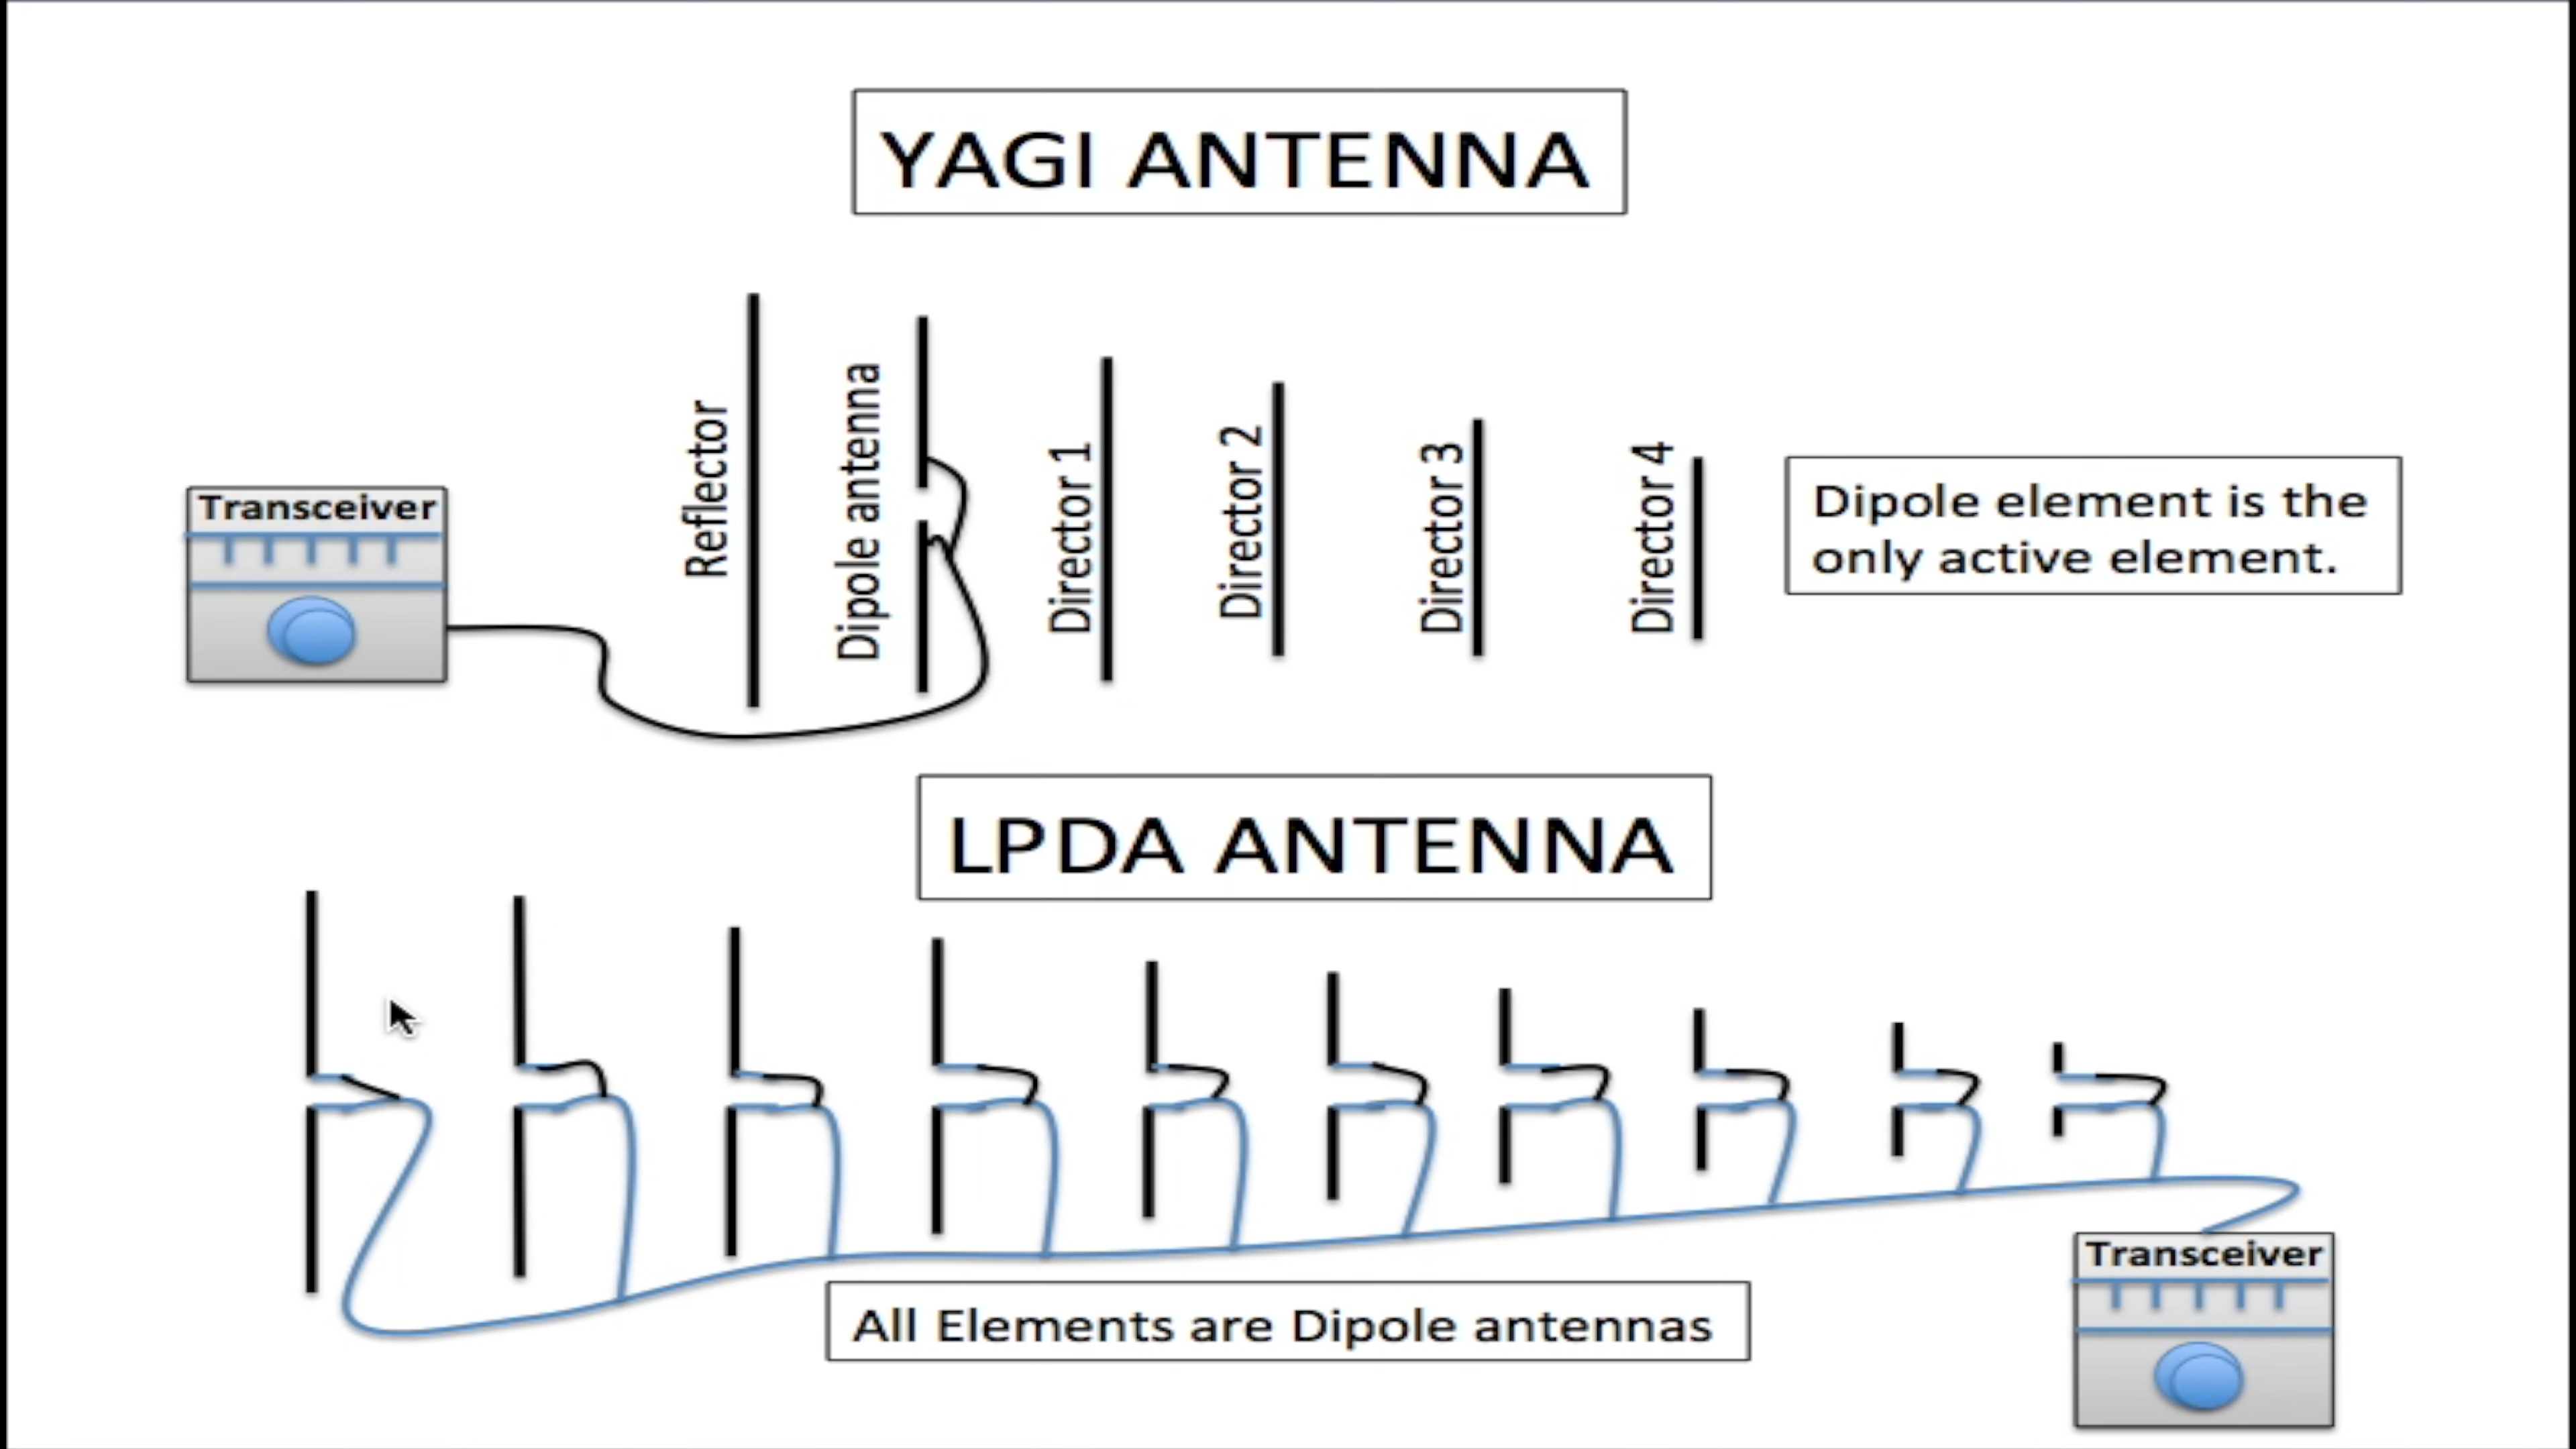 YAGI ANTENNA
Reflector
Dipole antenna
Director 1
Director 2
Director 3
Director 4
Transceiver
Dipole element is the
only active element.
LPDA ANTENNA
All Elements are Dipole antennas
Transceiver